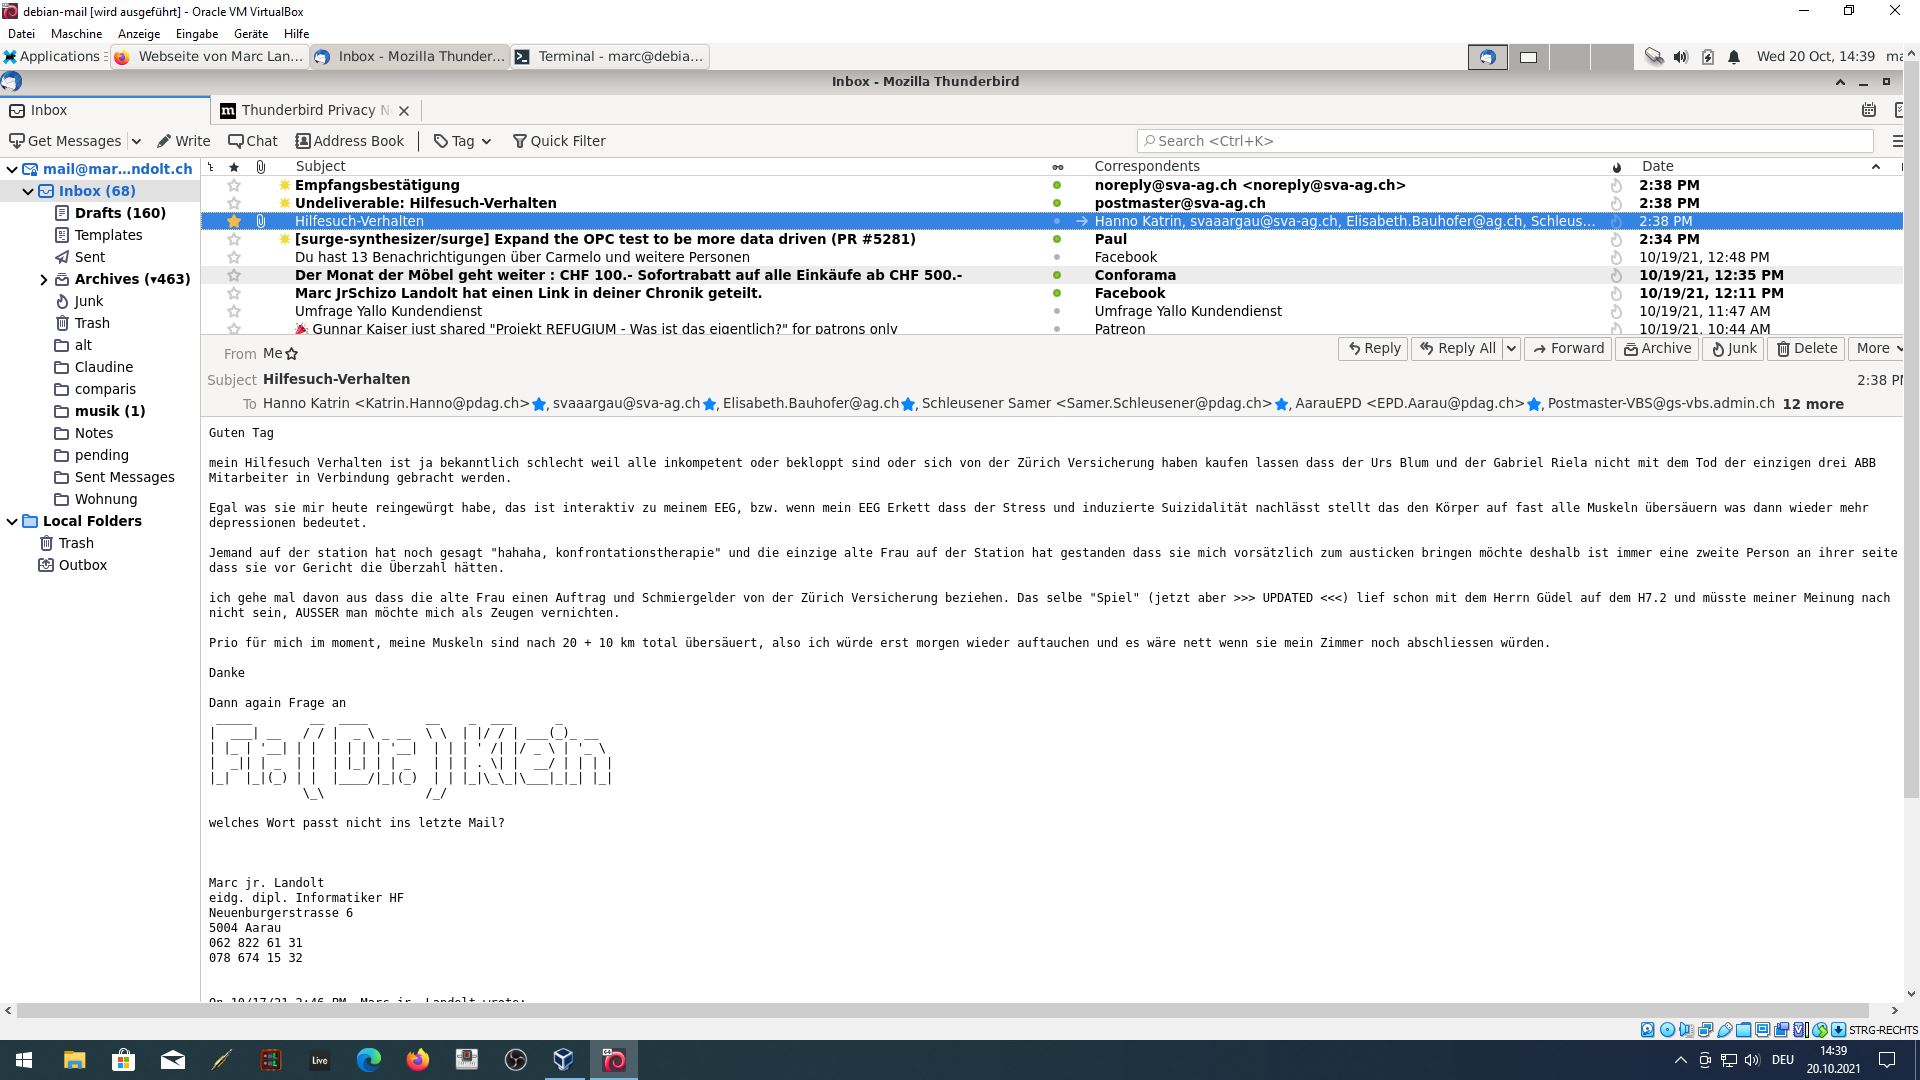 debian-mail [wird ausgeführt] - Oracle VM VirtualBox
Datei Maschine Anzeige Eingabe Geräte Hilfe
Applications Webseite von Marc Lan... Inbox - Mozilla Thunder... Terminal - marc@debia... Wed 20 Oct, 14:39
Inbox - Mozilla Thunderbird
Inbox Thunderbird Privacy N
Get Messages Write Chat Address Book Tag Quick Filter Search <Ctrl+K>
mail@mar...ndolt.ch
Inbox (68)
Drafts (160)
Templates
Sent
Archives (▾463)
Junk
Trash
alt
Claudine
comparis
musik (1)
Notes
pending
Sent Messages
Wohnung
Local Folders
Trash
Outbox
Subject Correspondents Date
Empfangsbestätigung noreply@sva-ag.ch <noreply@sva-ag.ch> 2:38 PM
Undeliverable: Hilfesuch-Verhalten postmaster@sva-ag.ch 2:38 PM
Hilfesuch-Verhalten Hanno Katrin, svaaargau@sva-ag.ch, Elisabeth.Bauhofer@ag.ch, Schleus... 2:38 PM
[surge-synthesizer/surge] Expand the OPC test to be more data driven (PR #5281) Paul 2:34 PM
Du hast 13 Benachrichtigungen über Carmelo und weitere Personen Facebook 10/19/21, 12:48 PM
Der Monat der Möbel geht weiter : CHF 100.- Sofortrabatt auf alle Einkäufe ab CHF 500.- Conforama 10/19/21, 12:35 PM
Marc JrSchizo Landolt hat einen Link in deiner Chronik geteilt. Facebook 10/19/21, 12:11 PM
Umfrage Yallo Kundendienst Umfrage Yallo Kundendienst 10/19/21, 11:47 AM
Gunnar Kaiser just shared "Projekt REFUGIUM - Was ist das eigentlich?" for patrons only Patreon 10/19/21, 10:44 AM
From Me Reply Reply All Forward Archive Junk Delete More
Subject Hilfesuch-Verhalten 2:38 PM
To Hanno Katrin <Katrin.Hanno@pdag.ch>, svaaargau@sva-ag.ch, Elisabeth.Bauhofer@ag.ch, Schleusener Samer <Samer.Schleusener@pdag.ch>, AarauEPD <EPD.Aarau@pdag.ch>, Postmaster-VBS@gs-vbs.admin.ch 12 more
Guten Tag
mein Hilfesuch Verhalten ist ja bekanntlich schlecht weil alle inkompetent oder bekloppt sind oder sich von der Zürich Versicherung haben kaufen lassen dass der Urs Blum und der Gabriel Riela nicht mit dem Tod der einzigen drei ABB
Mitarbeiter in Verbindung gebracht werden.
Egal was sie mir heute reingewürgt habe, das ist interaktiv zu meinem EEG, bzw. wenn mein EEG Erkett dass der Stress und induzierte Suizidalität nachlässt stellt das den Körper auf fast alle Muskeln übersäuern was dann wieder mehr
depressionen bedeutet.
Jemand auf der station hat noch gesagt "hahaha, konfrontationstherapie" und die einzige alte Frau auf der Station hat gestanden dass sie mich vorsätzlich zum austicken bringen möchte deshalb ist immer eine zweite Person an ihrer seite
dass sie vor Gericht die Überzahl hätten.
ich gehe mal davon aus dass die alte Frau einen Auftrag und Schmiergelder von der Zürich Versicherung beziehen. Das selbe "Spiel" (jetzt aber >>> UPDATED <<<) lief schon mit dem Herrn Güdel auf dem H7.2 und müsste meiner Meinung nach
nicht sein, AUSSER man möchte mich als Zeugen vernichten.
Prio für mich im moment, meine Muskeln sind nach 20 + 10 km total übersäuert, also ich würde erst morgen wieder auftauchen und es wäre nett wenn sie mein Zimmer noch abschliessen würden.
Danke
Dann again Frage an
Fr.(Dr.)Kein
welches Wort passt nicht ins letzte Mail?
Marc jr. Landolt
eidg. dipl. Informatiker HF
Neuenburgerstrasse 6
5004 Aarau
062 822 61 31
078 674 15 32
On 10/17/21 2:46 PM, Marc jr. Landolt wrote:
STRG-RECHTS
Live DEU 14:39
20.10.2021